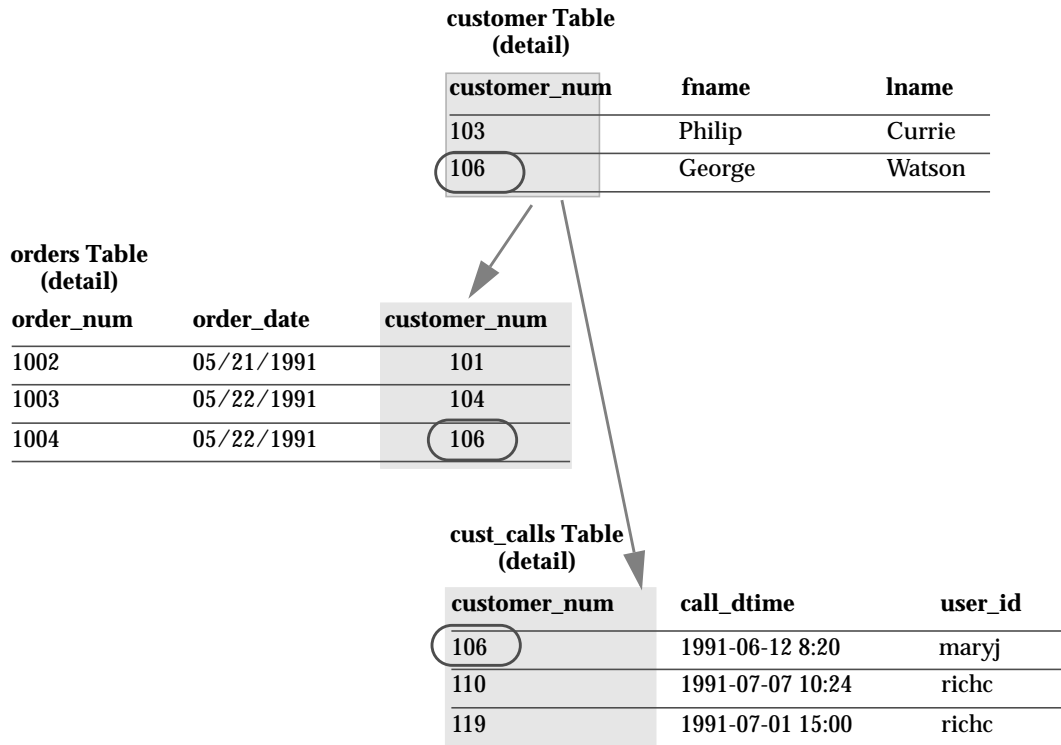 customer Table
(detail)
customer_num fname lname
103 Philip Currie
106 George Watson
orders Table
(detail)
order_num order_date customer_num
1002 05/21/1991 101
1003 05/22/1991 104
1004 05/22/1991 106
cust_calls Table
(detail)
customer_num call_dtime user_id
106 1991-06-12 8:20 maryj
110 1991-07-07 10:24 richc
119 1991-07-01 15:00 richc